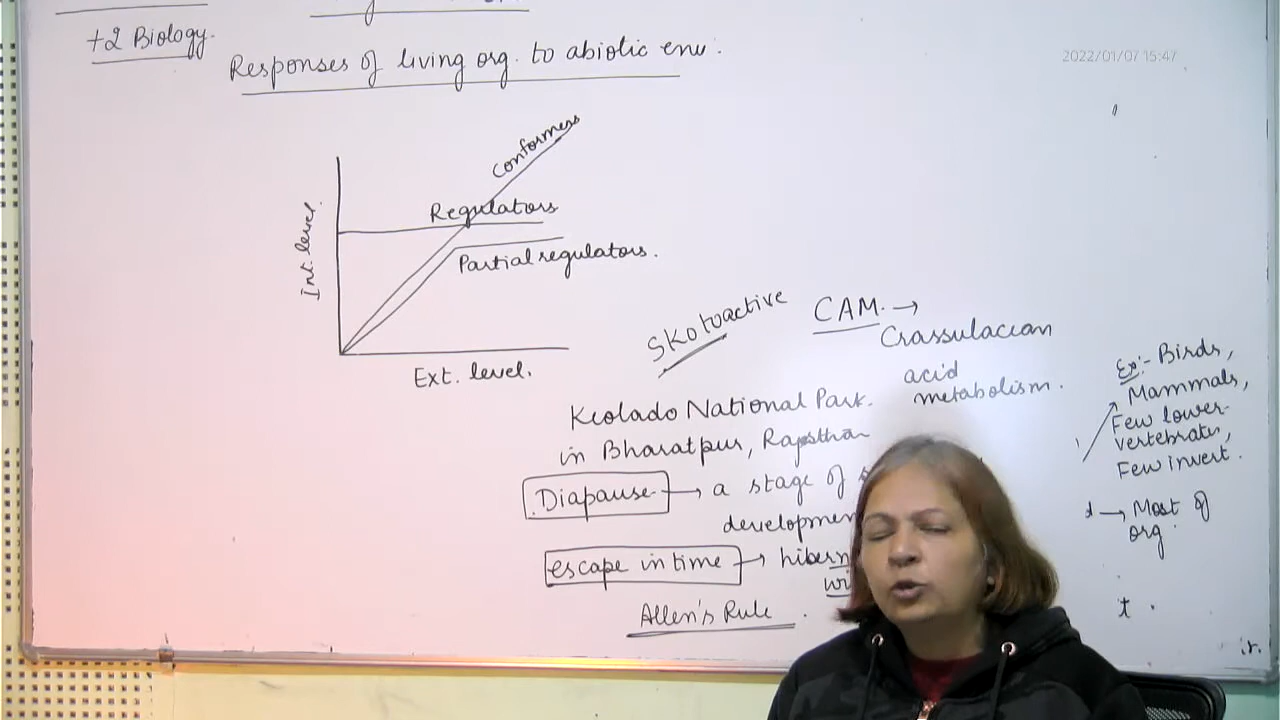 +2 Biology.
Responses of living org. to abiotic env.
2022/01/07 15:47
Conformers
Regulators
Partial regulators.
Int. level.
Ext. level.
Skotoactive
CAM. →
Crassulacian
acid
metabolism.
Keolado National Park.
in Bharatpur, Rajsthan
Diapause → a stage of
developmen
escape in time → hibern
Allen's Rule.
Ex:- Birds,
Mammals,
Few lower
vertebrates,
Few invert.
→ Most of
org.